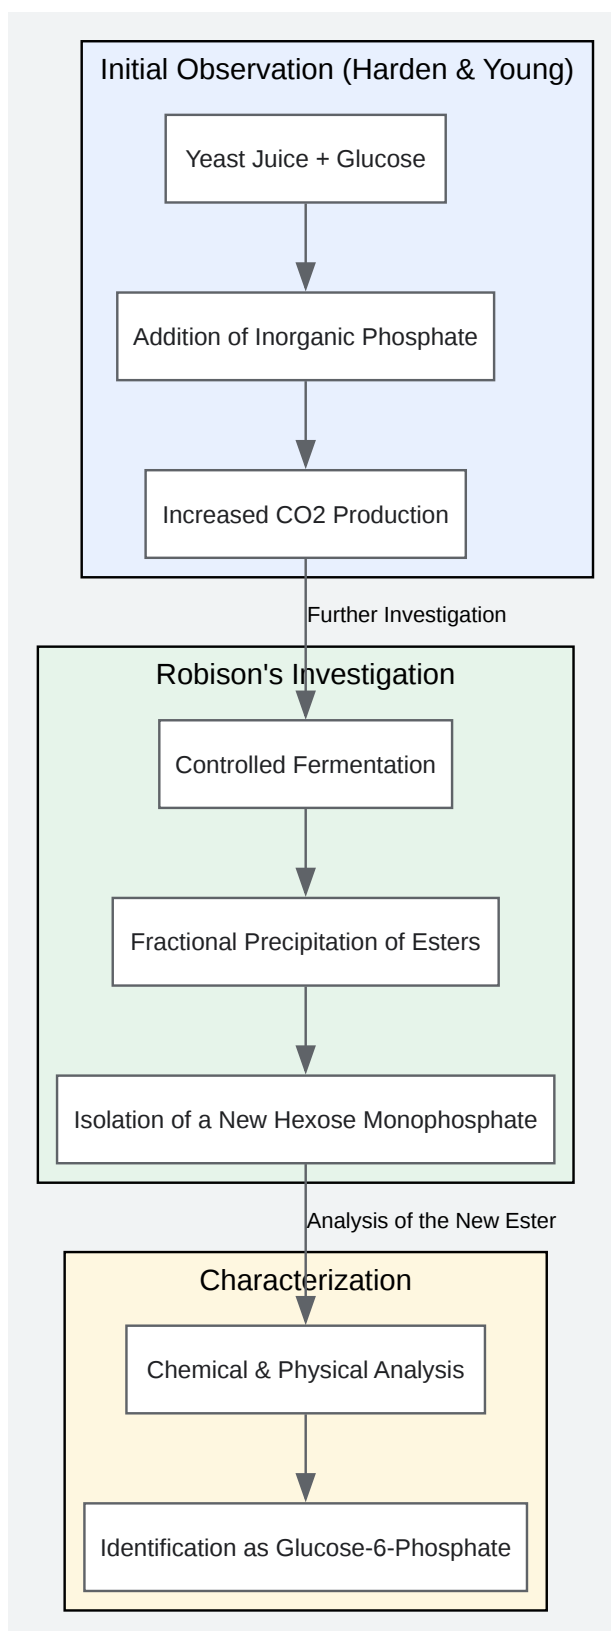 Initial Observation (Harden & Young)
Yeast Juice + Glucose
Addition of Inorganic Phosphate
Increased CO2 Production
Further Investigation
Robison's Investigation
Controlled Fermentation
Fractional Precipitation of Esters
Isolation of a New Hexose Monophosphate
Analysis of the New Ester
Characterization
Chemical & Physical Analysis
Identification as Glucose-6-Phosphate